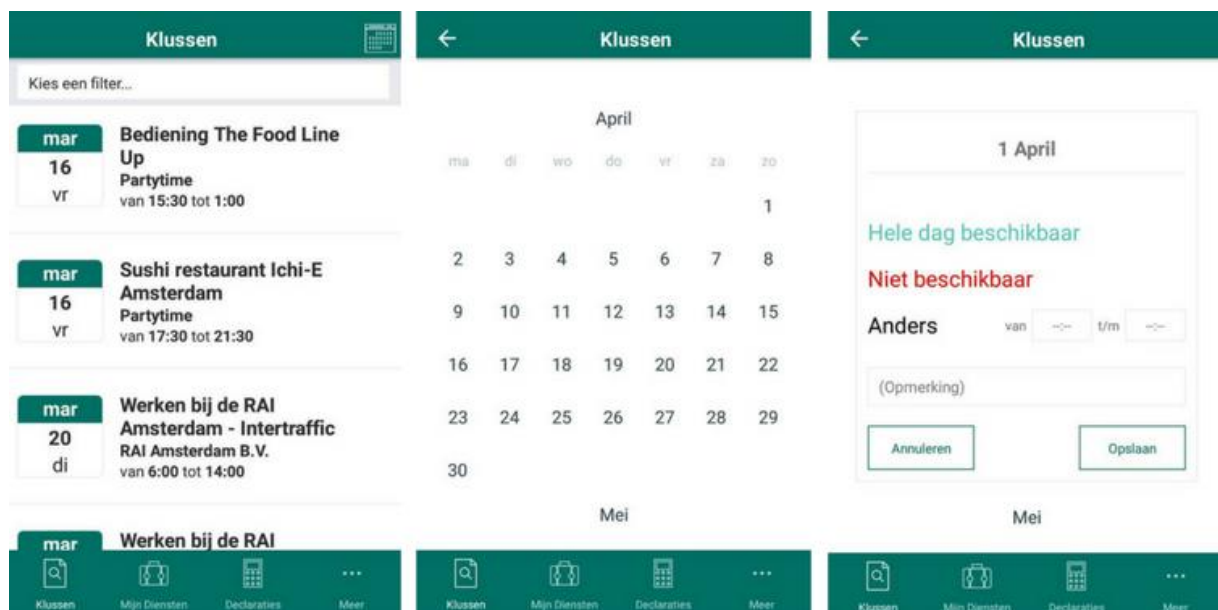 Klussen
Kies een filter...
mar
16
vr
Bediening The Food Line
Up
Partytime
van 15:30 tot 1:00
mar
16
vr
Sushi restaurant Ichi-E
Amsterdam
Partytime
van 17:30 tot 21:30
mar
20
di
Werken bij de RAI
Amsterdam - Intertraffic
RAI Amsterdam B.V.
van 6:00 tot 14:00
mar
Werken bij de RAI
Klussen Mijn Diensten Declaraties Meer
Klussen
April
ma di wo do vr za zo
1
2 3 4 5 6 7 8
9 10 11 12 13 14 15
16 17 18 19 20 21 22
23 24 25 26 27 28 29
30
Mei
Klussen Mijn Diensten Declaraties Meer
Klussen
1 April
Hele dag beschikbaar
Niet beschikbaar
Anders van --:-- t/m --:--
(Opmerking)
Annuleren Opslaan
Mei
Klussen Mijn Diensten Declaraties Meer